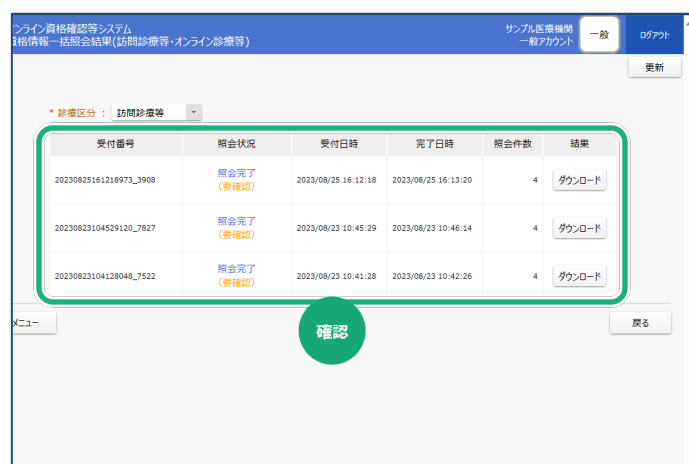 ンライン資格確認等システム
資格情報一括照会結果(訪問診療等・オンライン診療等)
サンプル医療機関
一般アカウント
一般
ログアウト
更新
* 診療区分 : 訪問診療等
受付番号 照会状況 受付日時 完了日時 照会件数 結果
20230825161218973_3908 照会完了 (要確認) 2023/08/25 16:12:18 2023/08/25 16:13:20 4 ダウンロード
20230823104529120_7827 照会完了 (要確認) 2023/08/23 10:45:29 2023/08/23 10:46:14 4 ダウンロード
20230823104128048_7522 照会完了 (要確認) 2023/08/23 10:41:28 2023/08/23 10:42:26 4 ダウンロード
メニュー
確認
戻る